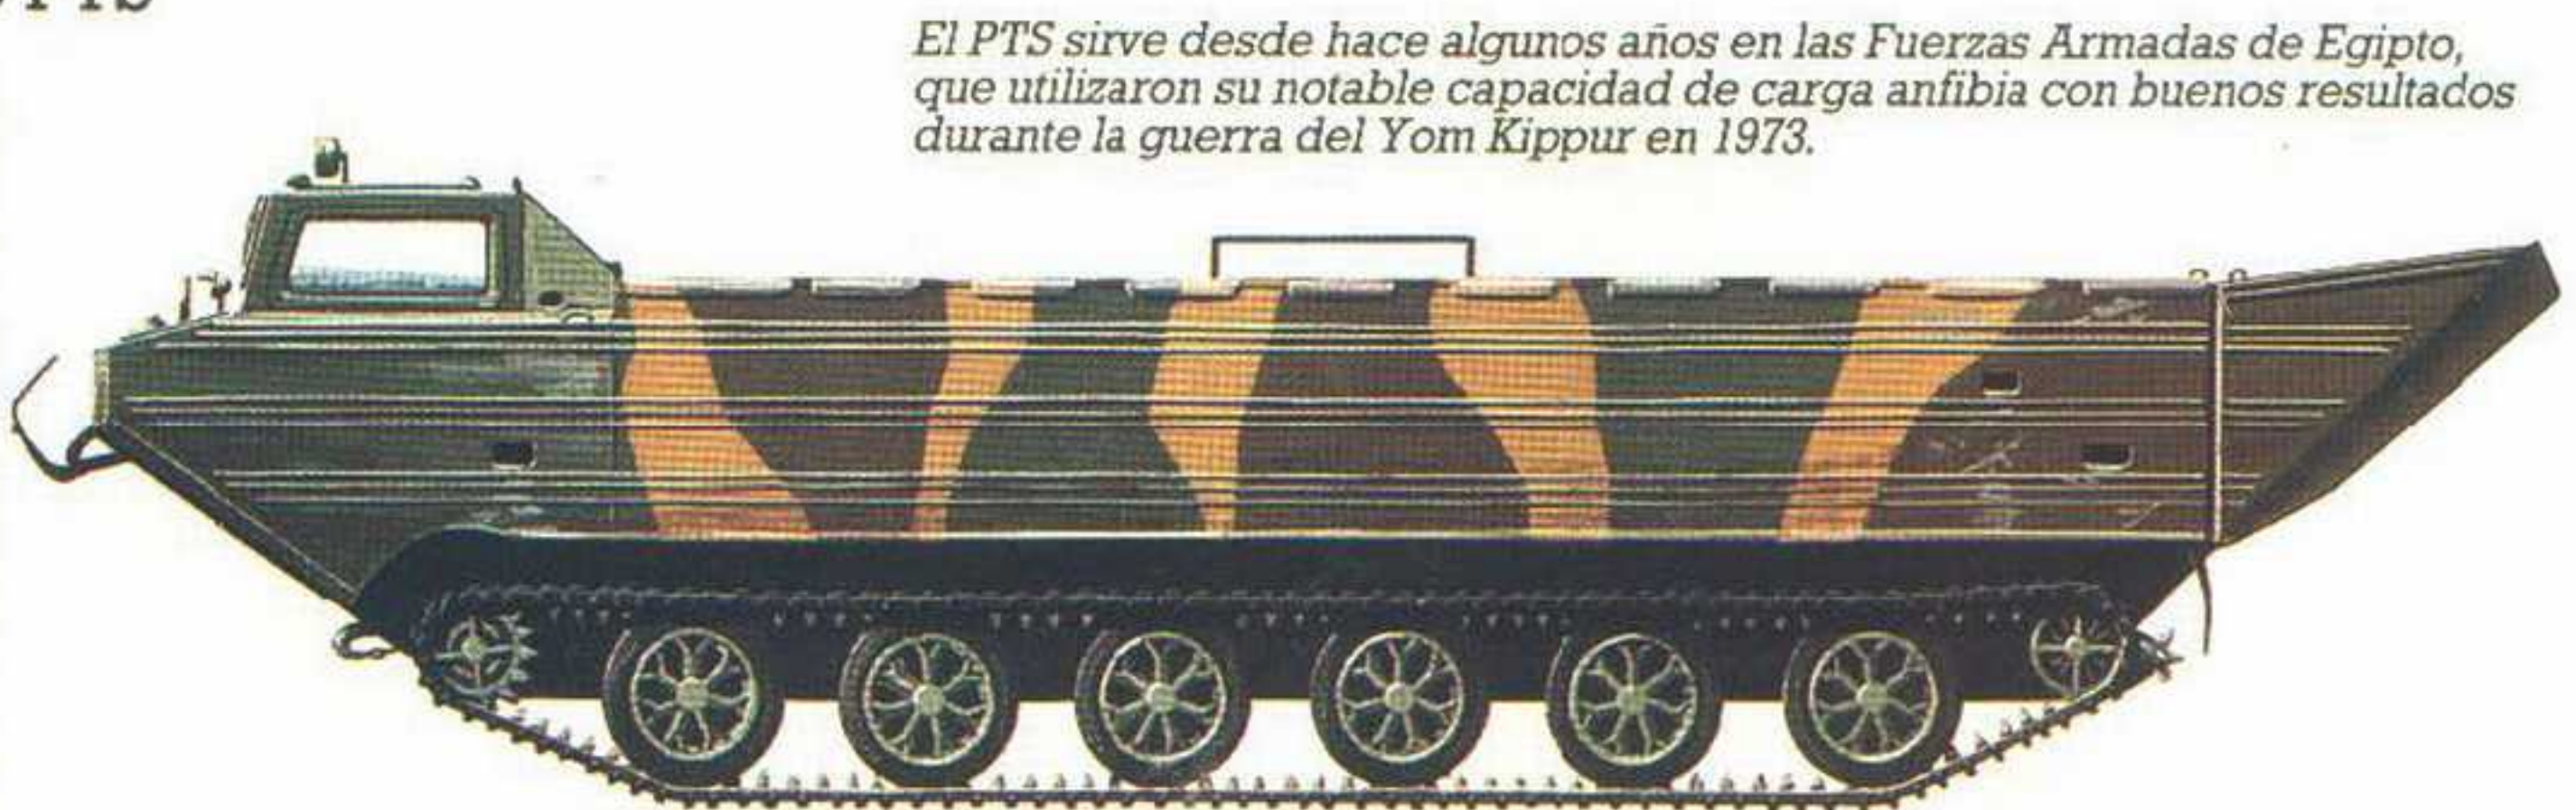 PTS
El PTS sirve desde hace algunos años en las Fuerzas Armadas de Egipto,
que utilizaron su notable capacidad de carga anfibia con buenos resultados
durante la guerra del Yom Kippur en 1973.